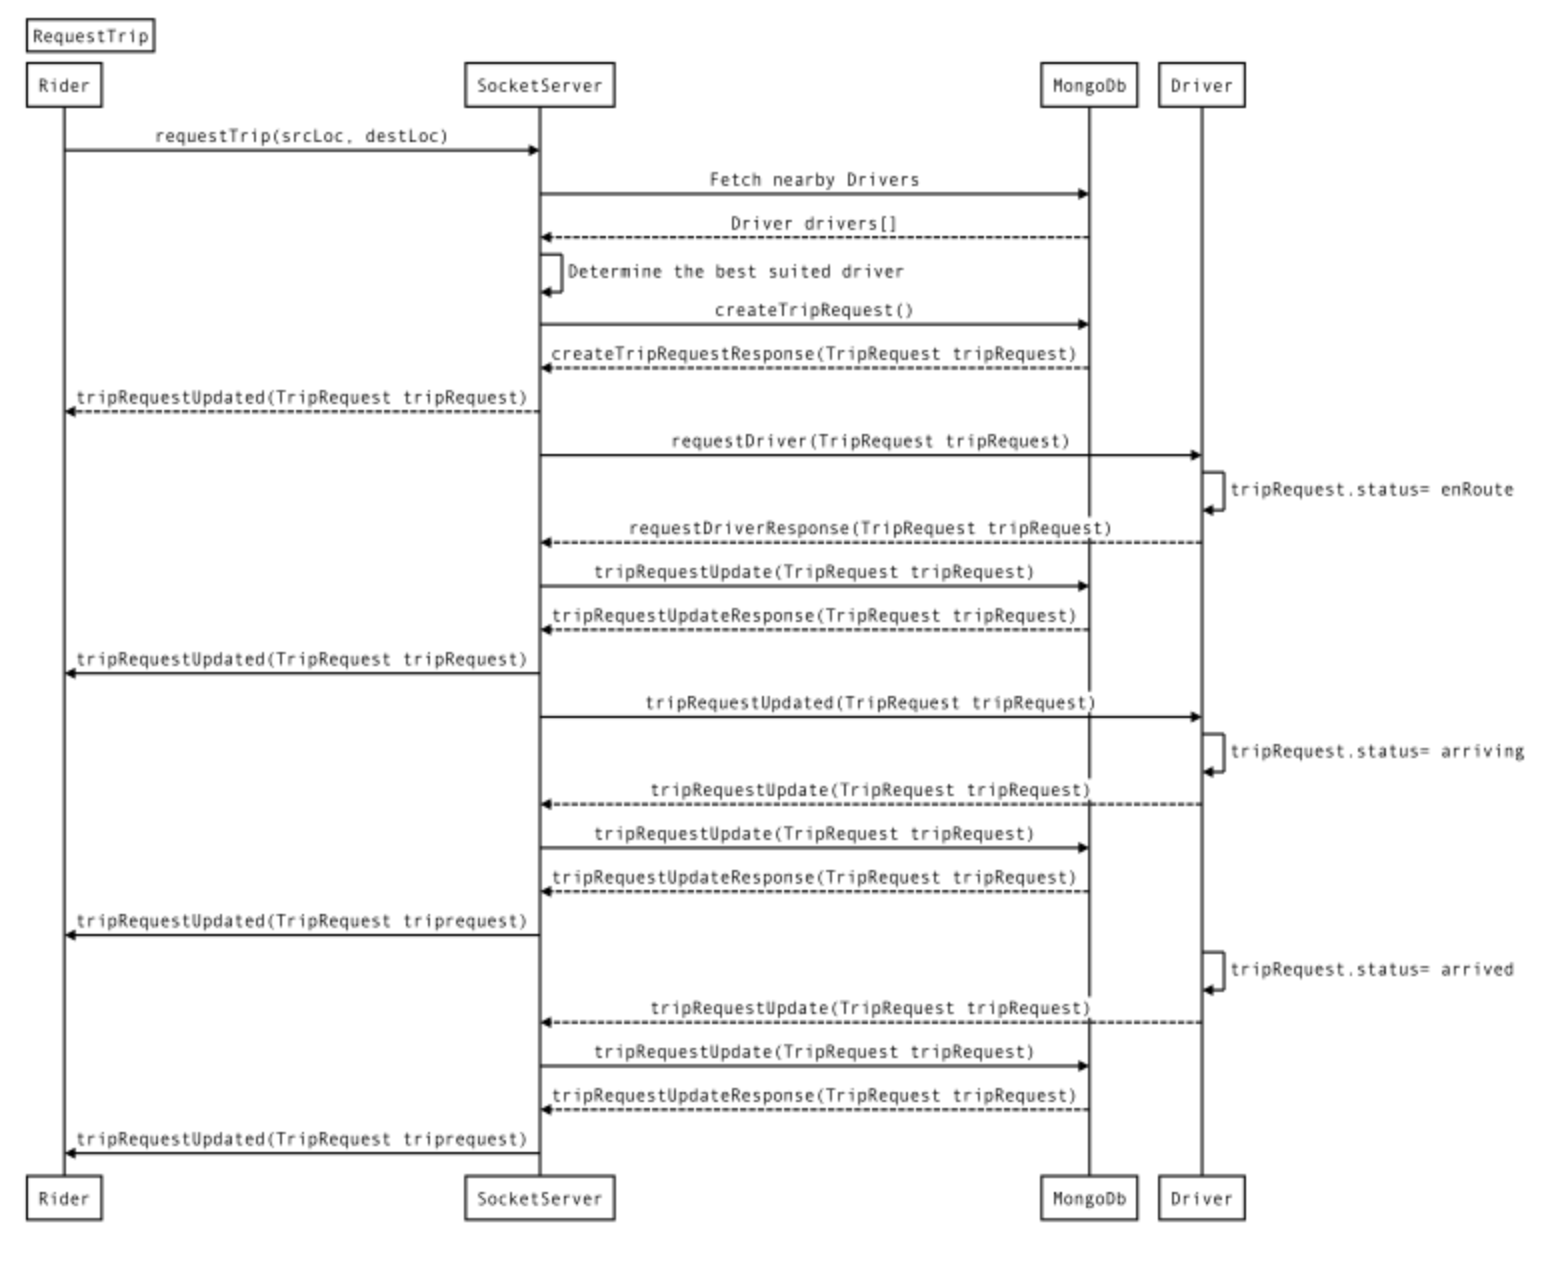 RequestTrip
Rider SocketServer MongoDb Driver
requestTrip(srcLoc, destLoc)
Fetch nearby Drivers
Driver drivers[]
Determine the best suited driver
createTripRequest()
createTripRequestResponse(TripRequest tripRequest)
tripRequestUpdated(TripRequest tripRequest)
requestDriver(TripRequest tripRequest)
tripRequest.status= enRoute
requestDriverResponse(TripRequest tripRequest)
tripRequestUpdate(TripRequest tripRequest)
tripRequestUpdateResponse(TripRequest tripRequest)
tripRequestUpdated(TripRequest tripRequest)
tripRequestUpdated(TripRequest tripRequest)
tripRequest.status= arriving
tripRequestUpdate(TripRequest tripRequest)
tripRequestUpdate(TripRequest tripRequest)
tripRequestUpdateResponse(TripRequest tripRequest)
tripRequestUpdated(TripRequest triprequest)
tripRequest.status= arrived
tripRequestUpdate(TripRequest tripRequest)
tripRequestUpdate(TripRequest tripRequest)
tripRequestUpdateResponse(TripRequest tripRequest)
tripRequestUpdated(TripRequest triprequest)
Rider SocketServer MongoDb Driver